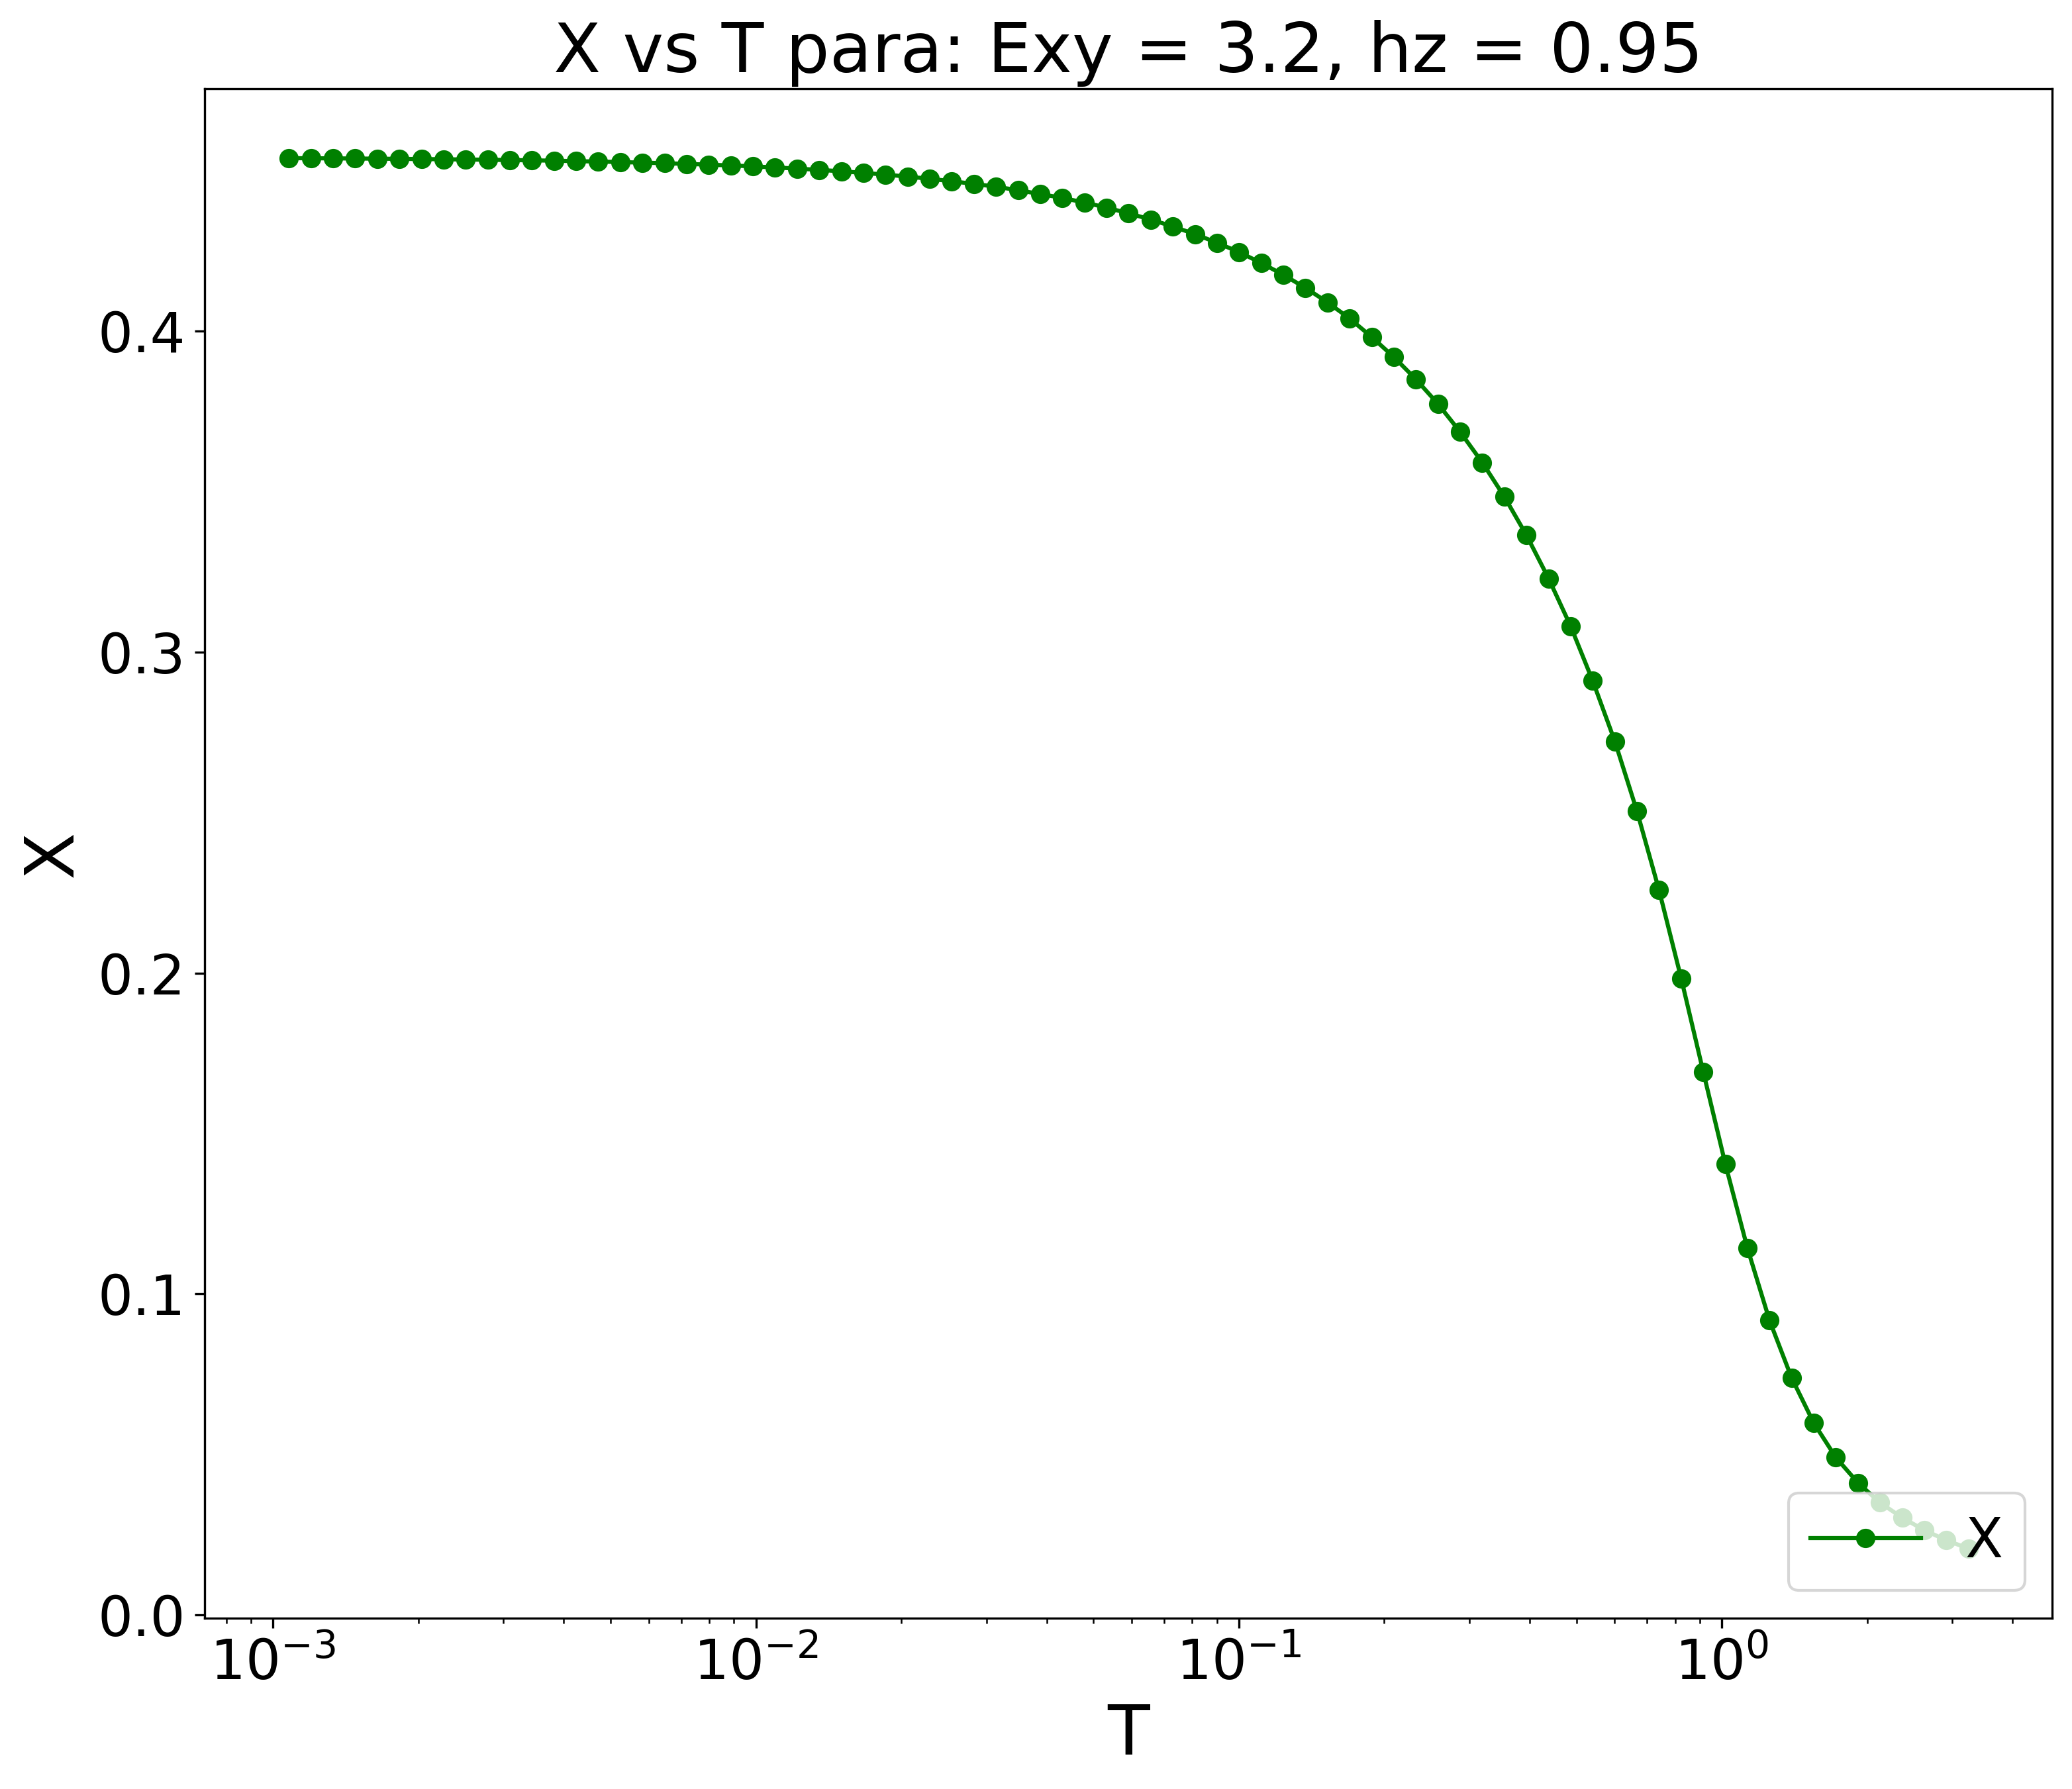 X vs T para: Exy = 3.2, hz = 0.95
X
0.4
0.3
0.2
0.1
0.0
10⁻³ 10⁻² 10⁻¹ 10⁰
T
X